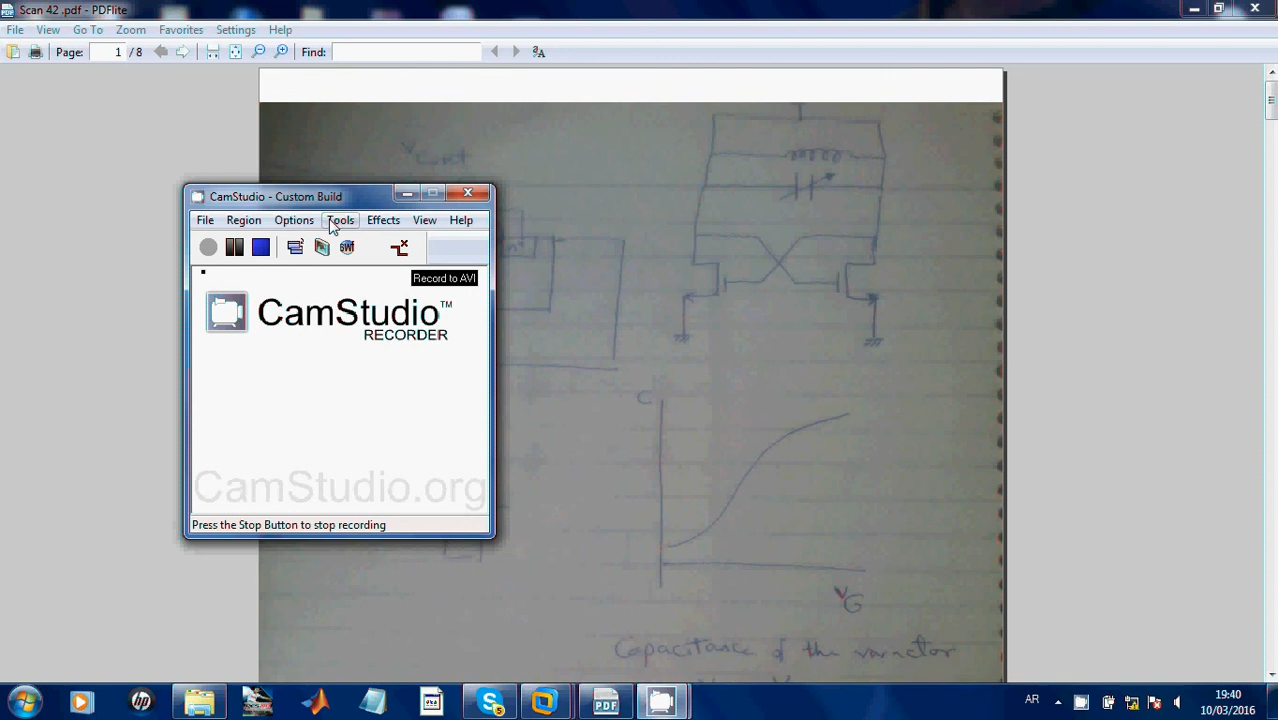 Scan 42 .pdf - PDFlite
File View Go To Zoom Favorites Settings Help
Page: 1 / 8 Find:
CamStudio - Custom Build
File Region Options Tools Effects View Help
SWF
Record to AVI
CamStudio™
RECORDER
CamStudio.org
Press the Stop Button to stop recording
C
VG
Capacitance of the varactor
AR
19:40
10/03/2016